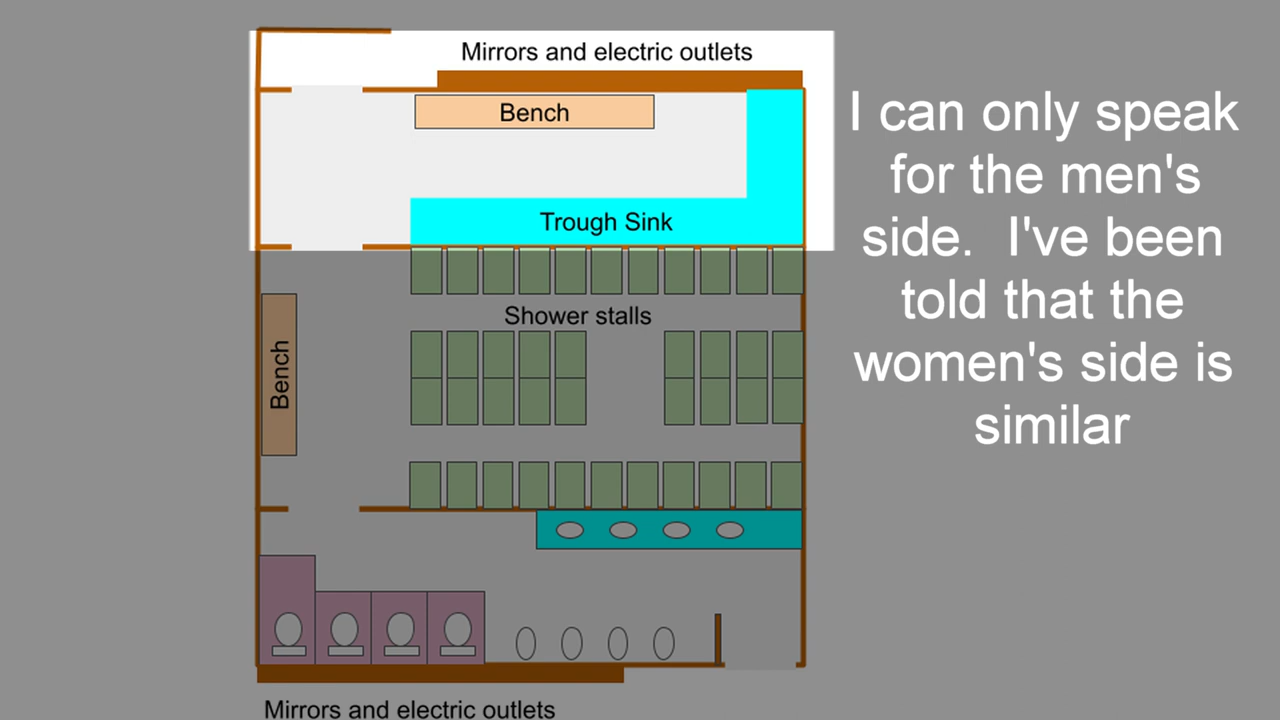 Mirrors and electric outlets
Bench
Trough Sink
Shower stalls
Bench
Mirrors and electric outlets
I can only speak
for the men's
side.  I've been
told that the
women's side is
similar